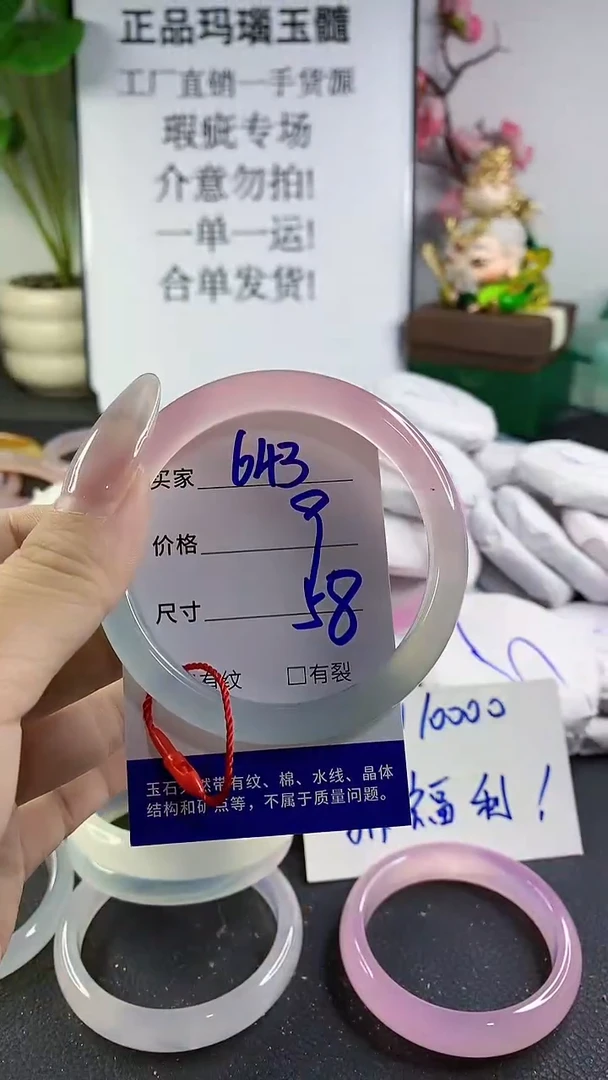 正品玛瑙玉髓
工厂直销一手货源
瑕疵专场
介意勿拍!
一单一运!
合单发货!
买家 643
价格 9
尺寸 58
有纹 □有裂
玉石天然带有纹、棉、水线、晶体
结构和矿点等，不属于质量问题。
10000
福利!